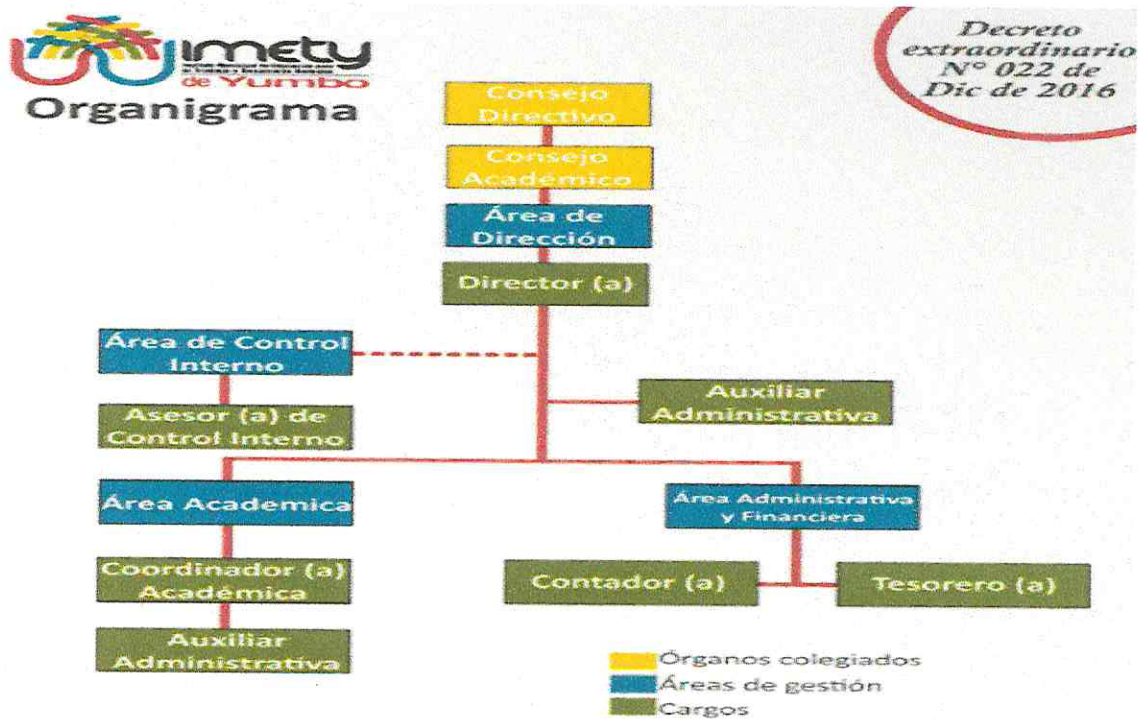 imety
de Yumbo
Organigrama
Decreto
extraordinario
N° 022 de
Dic de 2016
Consejo
Directivo
Consejo
Académico
Área de
Dirección
Director (a)
Área de Control
Interno
Asesor (a) de
Control Interno
Auxiliar
Administrativa
Área Academica
Área Administrativa
y Financiera
Coordinador (a)
Académica
Contador (a)
Tesorero (a)
Auxiliar
Administrativa
Órganos colegiados
Áreas de gestión
Cargos